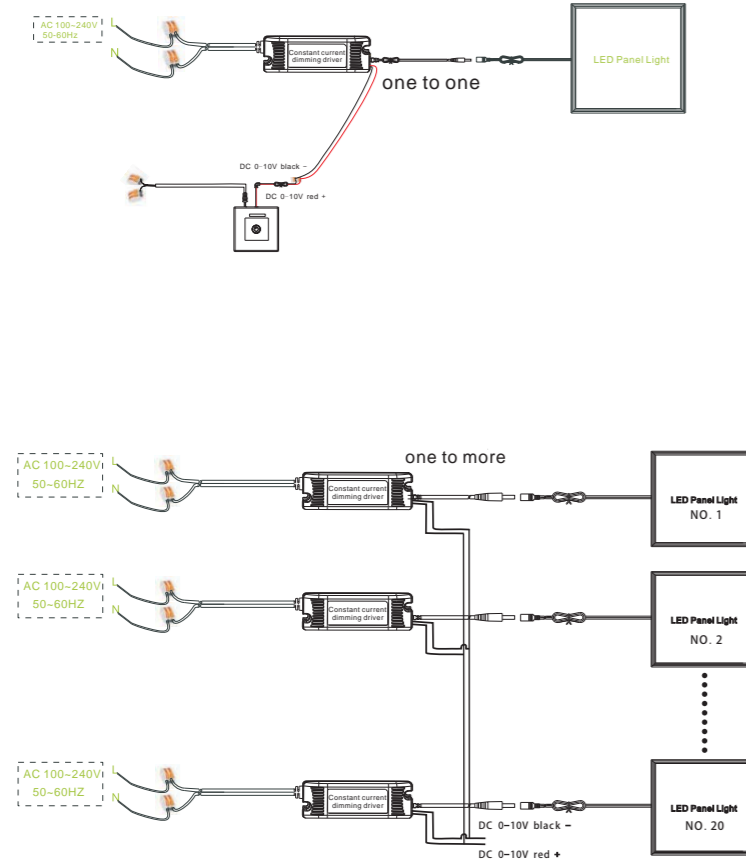 AC 100~240V
50-60Hz
L
N
Constant current
dimming driver
one to one
LED Panel Light
DC 0-10V black -
DC 0-10V red +
one to more
AC 100~240V
50~60HZ
L
N
Constant current
dimming driver
LED Panel Light
NO. 1
AC 100~240V
50~60HZ
L
N
Constant current
dimming driver
LED Panel Light
NO. 2
AC 100~240V
50~60HZ
L
N
Constant current
dimming driver
LED Panel Light
NO. 20
DC 0-10V black -
DC 0-10V red +